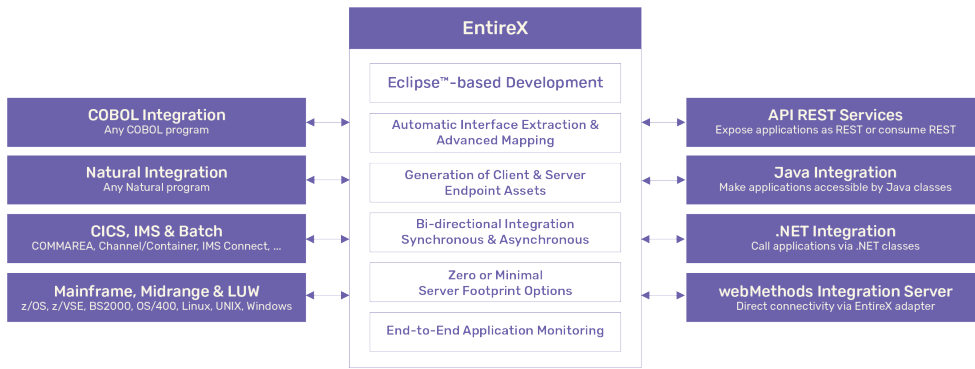 EntireX
Eclipse™-based Development
Automatic Interface Extraction &
Advanced Mapping
Generation of Client & Server
Endpoint Assets
Bi-directional Integration
Synchronous & Asynchronous
Zero or Minimal
Server Footprint Options
End-to-End Application Monitoring
COBOL Integration
Any COBOL program
Natural Integration
Any Natural program
CICS, IMS & Batch
COMMAREA, Channel/Container, IMS Connect, ...
Mainframe, Midrange & LUW
z/OS, z/VSE, BS2000, OS/400, Linux, UNIX, Windows
API REST Services
Expose applications as REST or consume REST
Java Integration
Make applications accessible by Java classes
.NET Integration
Call applications via .NET classes
webMethods Integration Server
Direct connectivity via EntireX adapter